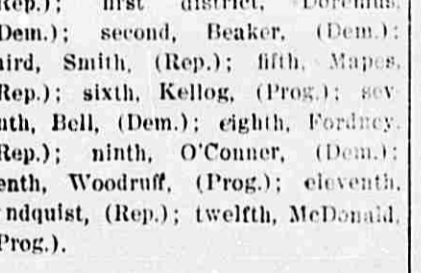 Rep.); first district, Doremus,
Dem.); second, Beaker, (Dem.);
ird, Smith, (Rep.); fifth, Mapes,
Rep.); sixth, Kellog, (Prog.); sev
nth, Bell, (Dem.); eighth, Fordney,
Rep.); ninth, O'Conner, (Dem.);
enth, Woodruff, (Prog.); eleventh,
ndquist, (Rep.); twelfth, McDonald,
Prog.).